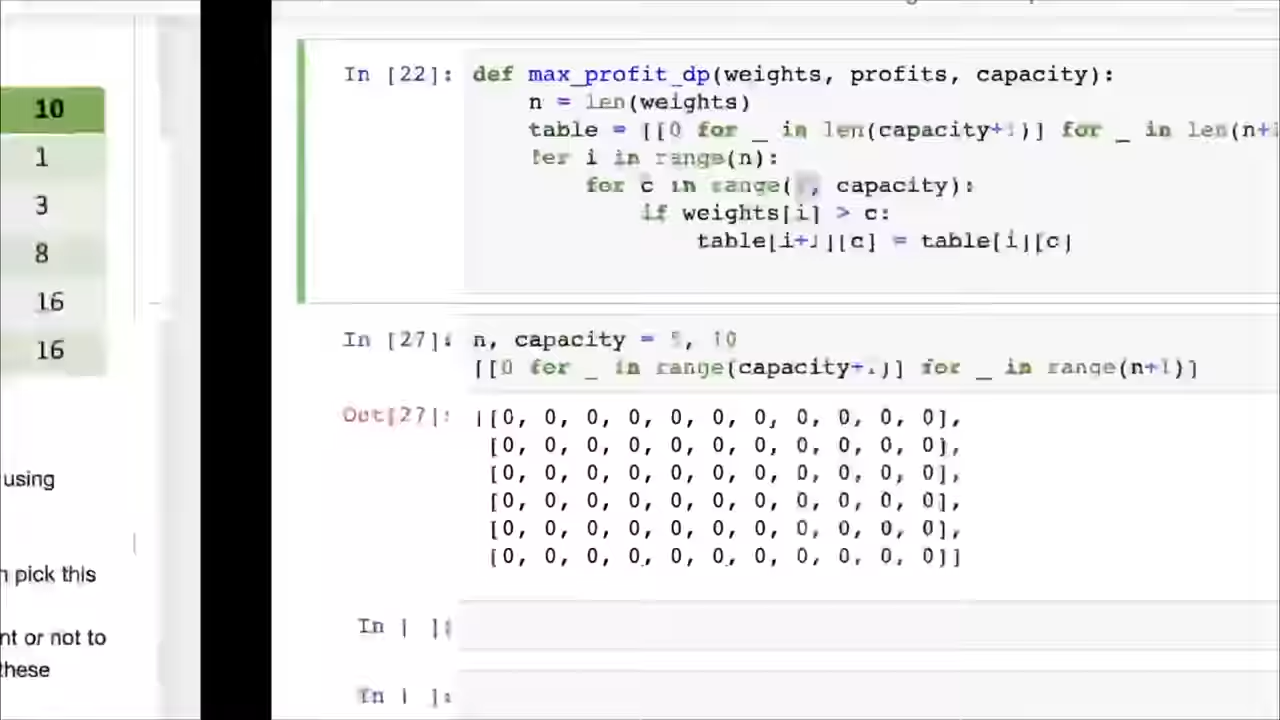 10
1
3
8
16
16
using
pick this
nt or not to
these
In [22]: def max_profit_dp(weights, profits, capacity):
n = len(weights)
table = [[0 for _ in len(capacity+1)] for _ in len(n+
for i in range(n):
for c in range( , capacity):
if weights[i] > c:
table[i+1][c] = table[i][c]
In [27]: n, capacity = 5, 10
[[0 for _ in range(capacity+1)] for _ in range(n+1)]
Out[27]: [[0, 0, 0, 0, 0, 0, 0, 0, 0, 0, 0],
[0, 0, 0, 0, 0, 0, 0, 0, 0, 0, 0],
[0, 0, 0, 0, 0, 0, 0, 0, 0, 0, 0],
[0, 0, 0, 0, 0, 0, 0, 0, 0, 0, 0],
[0, 0, 0, 0, 0, 0, 0, 0, 0, 0, 0],
[0, 0, 0, 0, 0, 0, 0, 0, 0, 0, 0]]
In [ ]:
In [ ]: